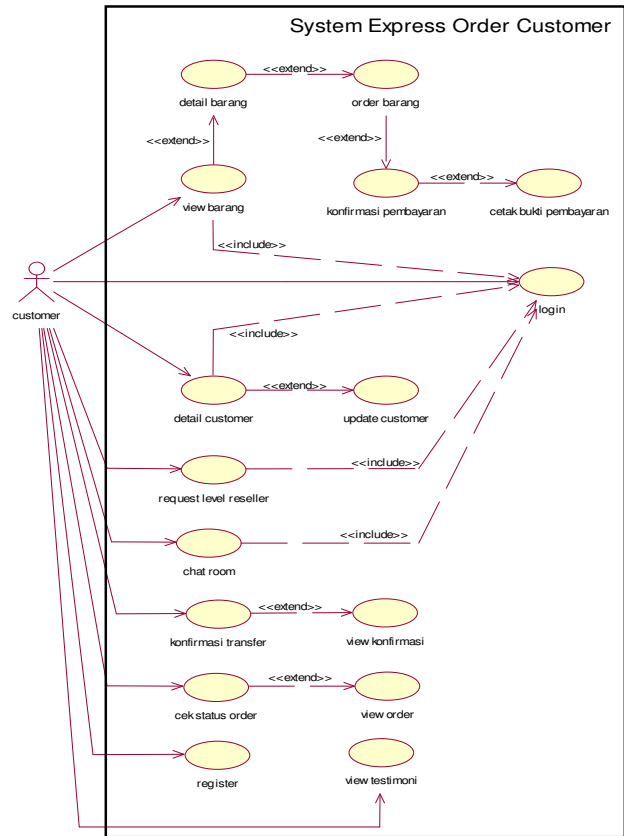 System Express Order Customer
<<extend>>
detail barang
order barang
<<extend>>
<<extend>>
<<extend>>
view barang
konfirmasi pembayaran
cetak bukti pembayaran
<<include>>
customer
login
<<include>>
<<extend>>
detail customer
update customer
<<include>>
request level reseller
<<include>>
chat room
<<extend>>
konfirmasi transfer
view konfirmasi
<<extend>>
cek status order
view order
register
view testimoni